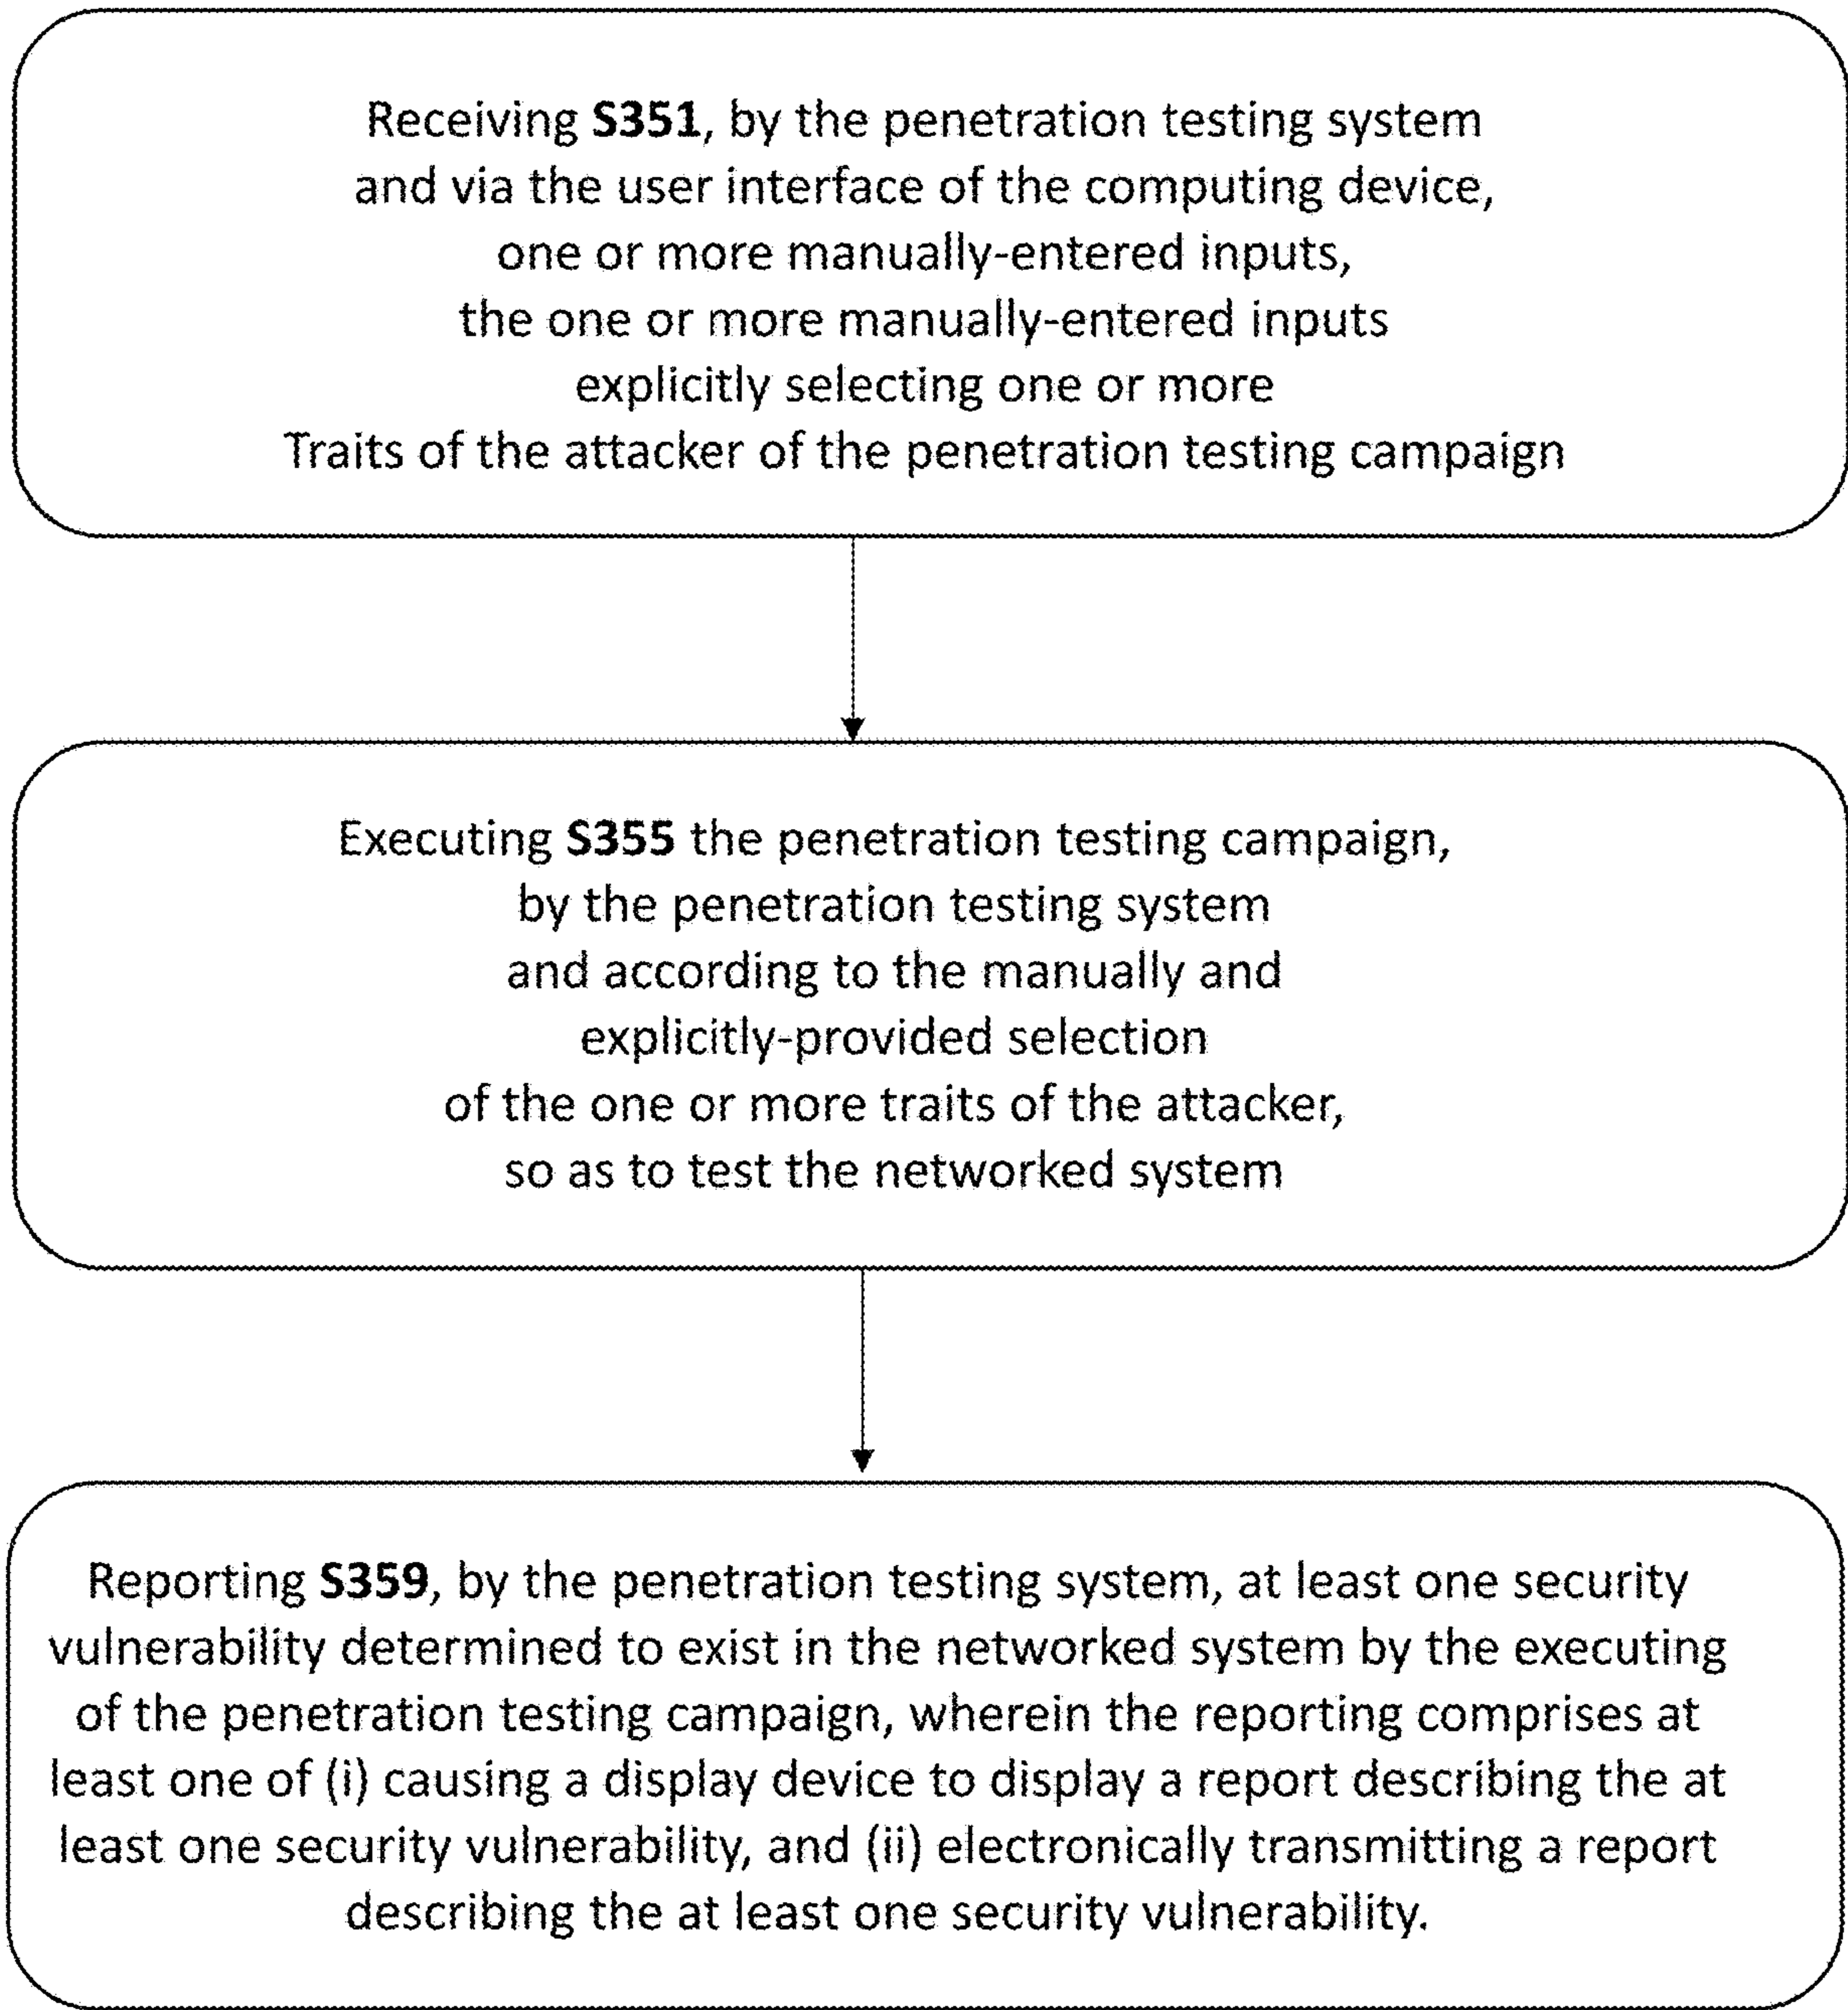 Receiving S351, by the penetration testing system
and via the user interface of the computing device,
one or more manually-entered inputs,
the one or more manually-entered inputs
explicitly selecting one or more
Traits of the attacker of the penetration testing campaign
Executing S355 the penetration testing campaign,
by the penetration testing system
and according to the manually and
explicitly-provided selection
of the one or more traits of the attacker,
so as to test the networked system
Reporting S359, by the penetration testing system, at least one security
vulnerability determined to exist in the networked system by the executing
of the penetration testing campaign, wherein the reporting comprises at
least one of (i) causing a display device to display a report describing the at
least one security vulnerability, and (ii) electronically transmitting a report
describing the at least one security vulnerability.